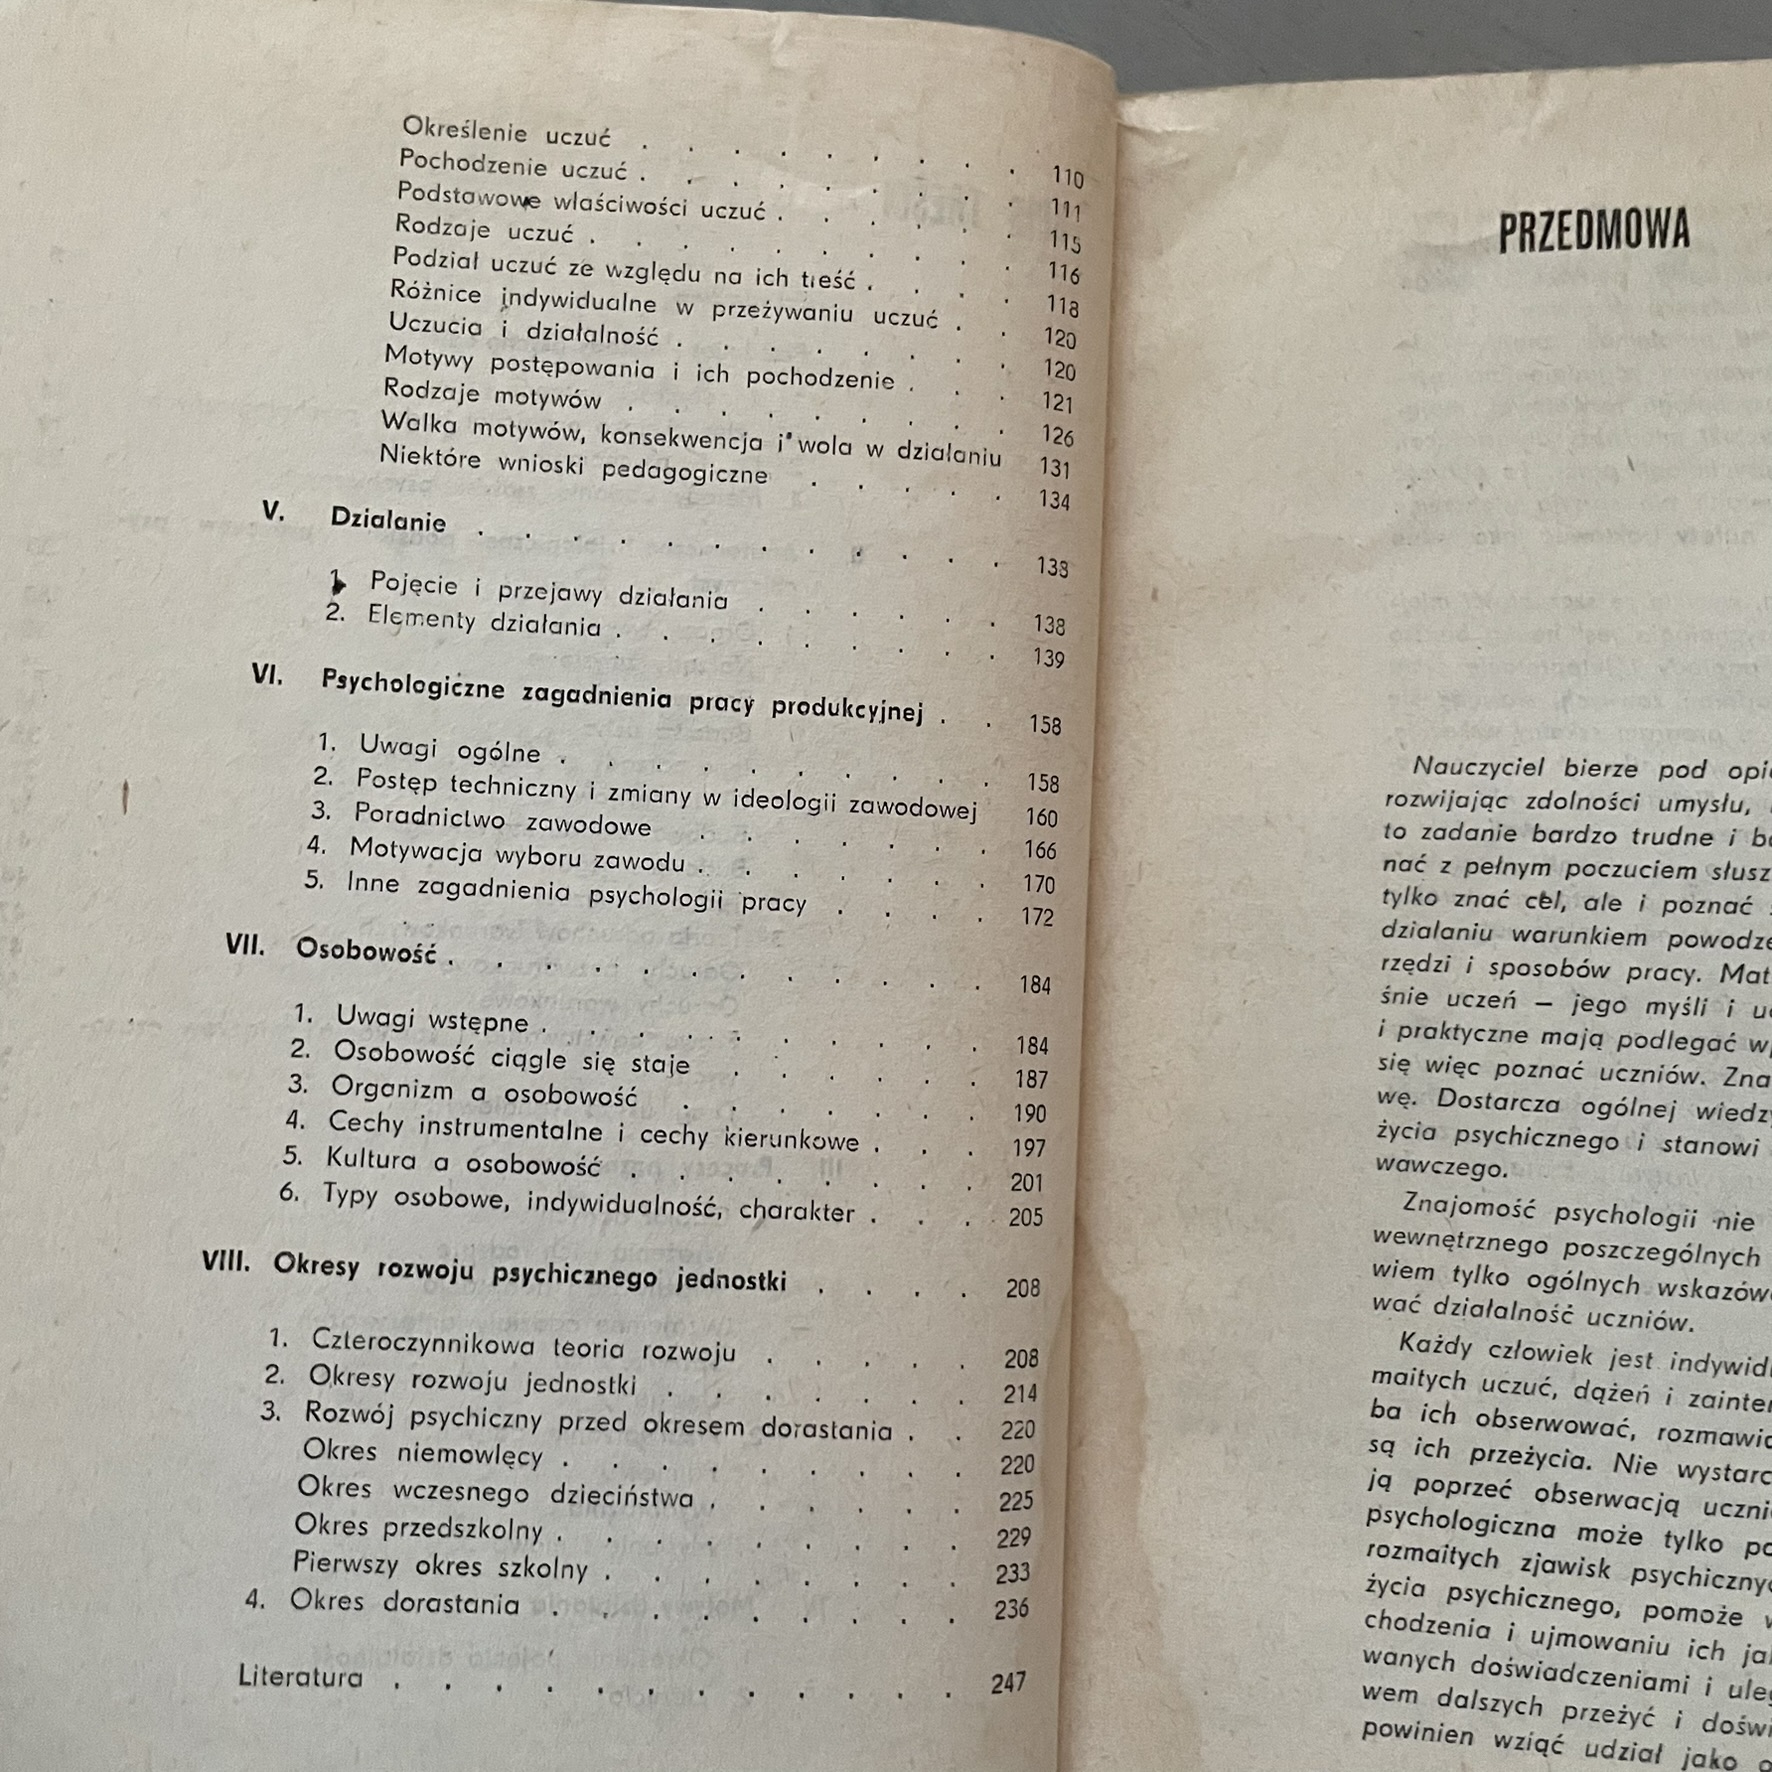 Określenie uczuć . . . . . . . . . 110
Pochodzenie uczuć . . . . . . . . . 111
Podstawowe właściwości uczuć . . . . . . 115
Rodzaje uczuć . . . . . . . . . . 116
Podział uczuć ze względu na ich treść . . . . 118
Różnice indywidualne w przeżywaniu uczuć . . 120
Uczucia i działalność . . . . . . . . 120
Motywy postępowania i ich pochodzenie . . . 121
Rodzaje motywów . . . . . . . . . 126
Walka motywów, konsekwencja i wola w działaniu 131
Niektóre wnioski pedagogiczne . . . . . 134
V. Działanie . . . . . . . . . . . . 138
1. Pojęcie i przejawy działania . . . . . . 138
2. Elementy działania . . . . . . . . . 139
VI. Psychologiczne zagadnienia pracy produkcyjnej . . 158
1. Uwagi ogólne . . . . . . . . . . 158
2. Postęp techniczny i zmiany w ideologii zawodowej 160
3. Poradnictwo zawodowe . . . . . . . 166
4. Motywacja wyboru zawodu . . . . . . . 170
5. Inne zagadnienia psychologii pracy . . . . 172
VII. Osobowość . . . . . . . . . . . . 184
1. Uwagi wstępne . . . . . . . . . . 184
2. Osobowość ciągle się staje . . . . . . 187
3. Organizm a osobowość . . . . . . . 190
4. Cechy instrumentalne i cechy kierunkowe . . . 197
5. Kultura a osobowość . . . . . . . . 201
6. Typy osobowe, indywidualność, charakter . . . 205
VIII. Okresy rozwoju psychicznego jednostki . . . . 208
1. Czteroczynnikowa teoria rozwoju . . . . . 208
2. Okresy rozwoju jednostki . . . . . . . 214
3. Rozwój psychiczny przed okresem dorastania . . 220
Okres niemowlęcy . . . . . . . . . 220
Okres wczesnego dzieciństwa . . . . . . 225
Okres przedszkolny . . . . . . . . . 229
Pierwszy okres szkolny . . . . . . . . 233
4. Okres dorastania . . . . . . . . . 236
Literatura . . . . . . . . . . . . 247
PRZEDMOWA
Nauczyciel bierze pod
rozwijając zdolności umysłu,
to zadanie bardzo trudne i
nać z pełnym poczuciem
tylko znać cel, ale i poznać
działaniu warunkiem
rzędzi i sposobów pracy.
śnie uczeń — jego myśli i
i praktyczne mają podlegać
się więc poznać uczniów.
wę. Dostarcza ogólnej
życia psychicznego i stanowi
wawczego.
Znajomość psychologii nie
wewnętrznego poszczególnych
wiem tylko ogólnych
wać działalność uczniów.
Każdy człowiek jest
maitych uczuć, dążeń i
ba ich obserwować,
są ich przeżycia. Nie
ją poprzeć obserwacją
psychologiczna może tylko
rozmaitych zjawisk
życia psychicznego, pomoże
chodzenia i ujmowaniu ich
wanych doświadczeniami i
wem dalszych przeżyć i
powinien wziąć udział jako